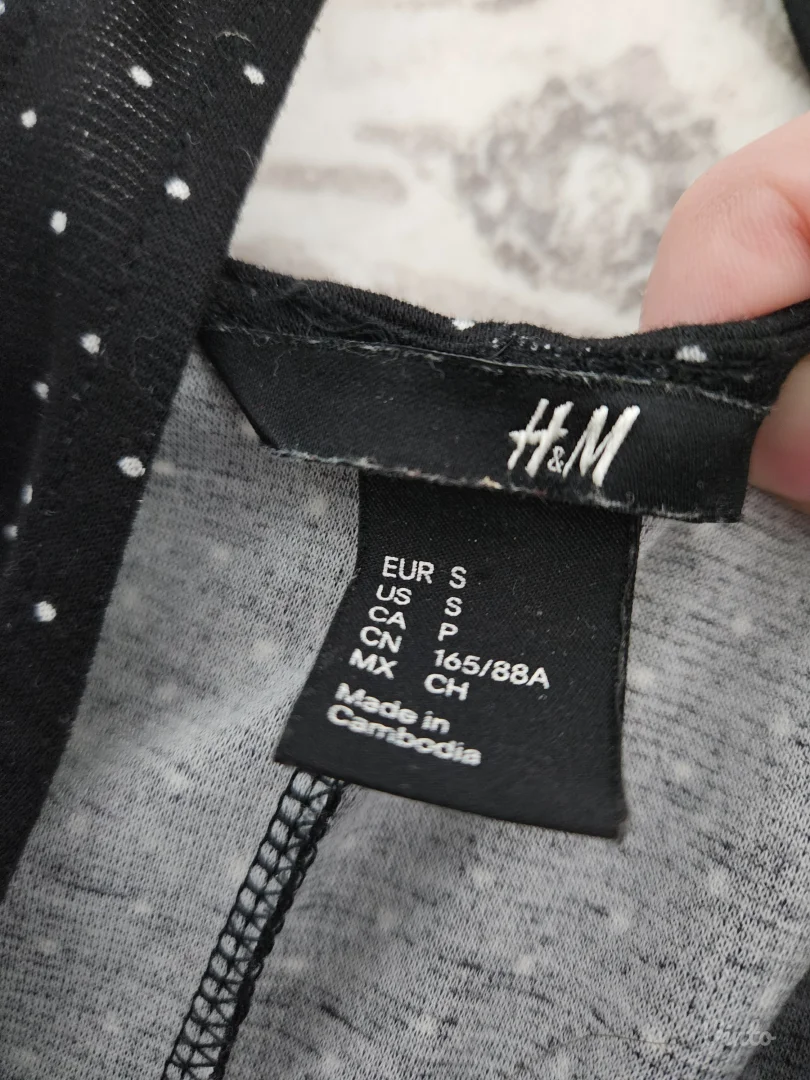 H&M
EUR S
US S
CA P
CN 165/88A
MX CH
Made in
Cambodia